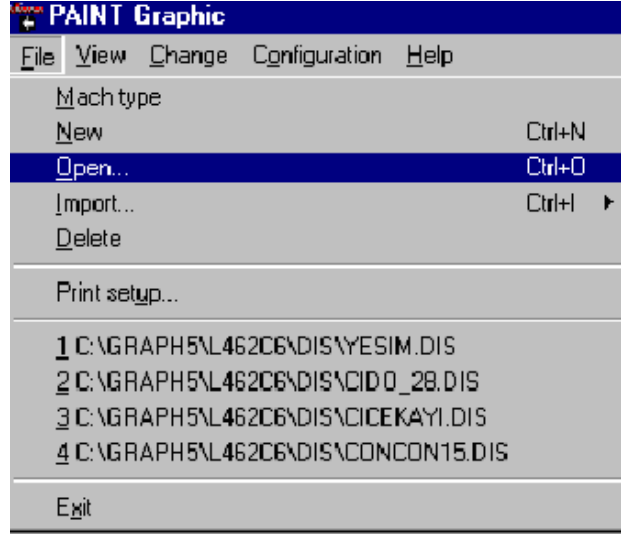 PAINT Graphic
File View Change Configuration Help
Mach type
New Ctrl+N
Open... Ctrl+O
Import... Ctrl+I
Delete
Print setup...
1 C:\GRAPH5\L462C6\DIS\YESIM.DIS
2 C:\GRAPH5\L462C6\DIS\CIDO_28.DIS
3 C:\GRAPH5\L462C6\DIS\CICEKAYI.DIS
4 C:\GRAPH5\L462C6\DIS\CONCON15.DIS
Exit